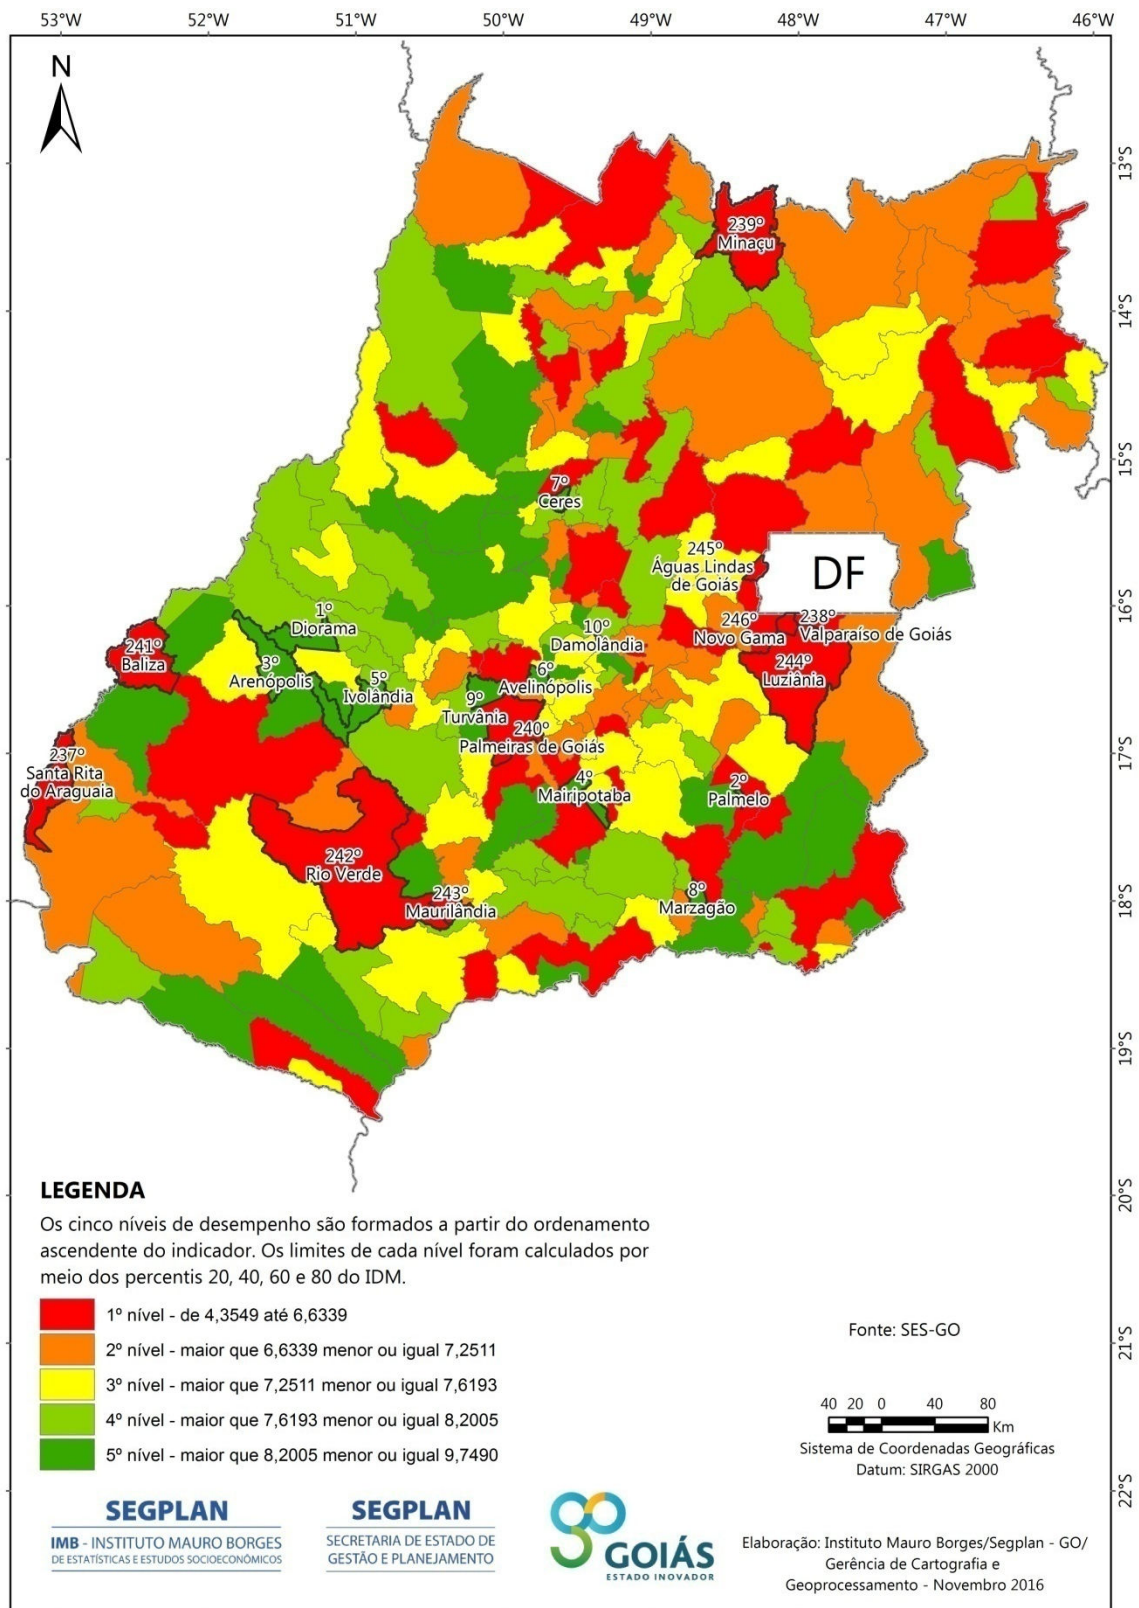 53°W 52°W 51°W 50°W 49°W 48°W 47°W 46°W
N
13°S
14°S
15°S
16°S
17°S
18°S
19°S
20°S
21°S
22°S
239º
Minaçu
7º
Ceres
245º
Águas Lindas
de Goiás
DF
1º
Diorama
10º
Damolândia
246º
Novo Gama
238º
Valparaíso de Goiás
241º
Baliza
3º
Arenópolis
5º
Ivolândia
6º
Avelinópolis
244º
Luziânia
9º
Turvânia
240º
Palmeiras de Goiás
237º
Santa Rita
do Araguaia
4º
Mairipotaba
2º
Palmelo
242º
Rio Verde
243º
Maurilândia
8º
Marzagão
LEGENDA
Os cinco níveis de desempenho são formados a partir do ordenamento
ascendente do indicador. Os limites de cada nível foram calculados por
meio dos percentis 20, 40, 60 e 80 do IDM.
1º nível - de 4,3549 até 6,6339
2º nível - maior que 6,6339 menor ou igual 7,2511
3º nível - maior que 7,2511 menor ou igual 7,6193
4º nível - maior que 7,6193 menor ou igual 8,2005
5º nível - maior que 8,2005 menor ou igual 9,7490
Fonte: SES-GO
40 20 0 40 80
Km
Sistema de Coordenadas Geográficas
Datum: SIRGAS 2000
SEGPLAN
IMB - INSTITUTO MAURO BORGES
DE ESTATÍSTICAS E ESTUDOS SOCIOECONÔMICOS
SEGPLAN
SECRETARIA DE ESTADO DE
GESTÃO E PLANEJAMENTO
GOIÁS
ESTADO INOVADOR
Elaboração: Instituto Mauro Borges/Segplan - GO/
Gerência de Cartografia e
Geoprocessamento - Novembro 2016